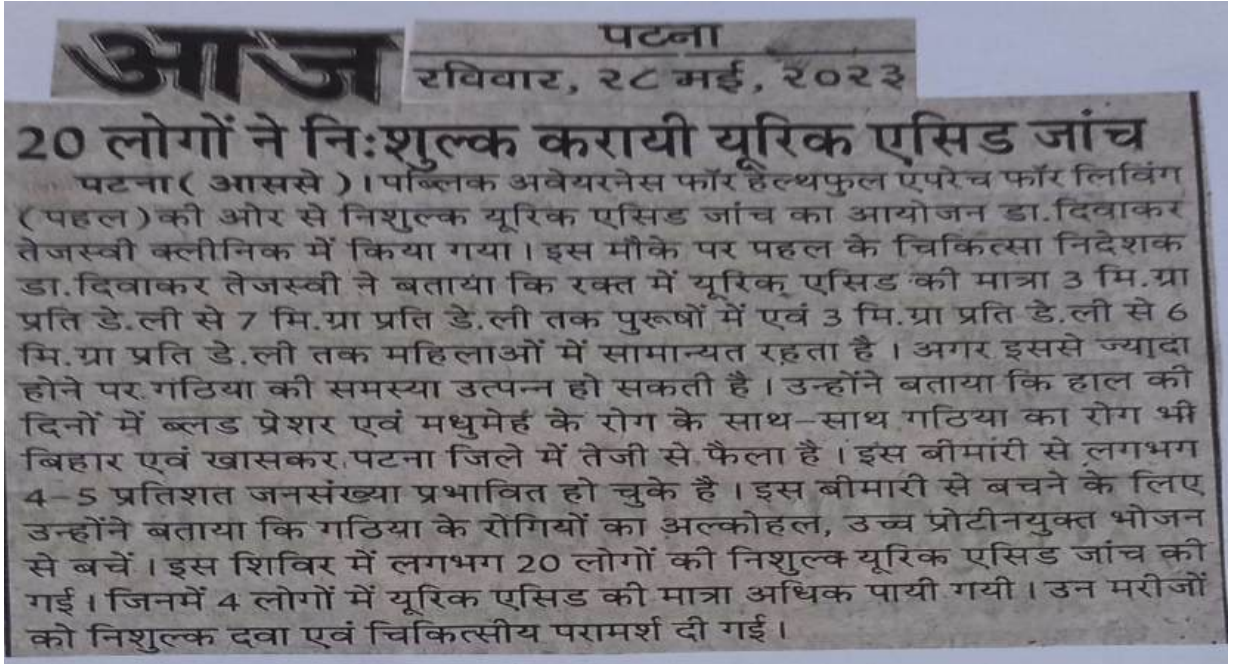 आज
पटना
रविवार, २८ मई, २०२३
20 लोगों ने नि:शुल्क करायी यूरिक एसिड जांच
पटना( आससे )। पब्लिक अवेयरनेस फॉर हेल्थफुल एपरेच फॉर लिविंग
(पहल)की ओर से निशुल्क यूरिक एसिड जांच का आयोजन डा.दिवाकर
तेजस्वी क्लीनिक में किया गया। इस मौके पर पहल के चिकित्सा निदेशक
डा.दिवाकर तेजस्वी ने बताया कि रक्त में यूरिक् एसिड की मात्रा 3 मि.ग्रा
प्रति डे.ली से 7 मि.ग्रा प्रति डे.ली तक पुरूषों में एवं 3 मि.ग्रा प्रति डे.ली से 6
मि.ग्रा प्रति डे.ली तक महिलाओं में सामान्यत रहता है। अगर इससे ज्यादा
होने पर गंठिया की समस्या उत्पन्न हो सकती है। उन्होंने बताया कि हाल की
दिनों में ब्लड प्रेशर एवं मधुमेह के रोग के साथ-साथ गठिया का रोग भी
बिहार एवं खासकर पटना जिले में तेजी से फैला है। इस बीमारी से लगभग
4-5 प्रतिशत जनसंख्या प्रभावित हो चुके है। इस बीमारी से बचने के लिए
उन्होंने बताया कि गठिया के रोगियों का अल्कोहल, उच्च प्रोटीनयुक्त भोजन
से बचें। इस शिविर में लगभग 20 लोगों की निशुल्क यूरिक एसिड जांच की
गई। जिनमें 4 लोगों में यूरिक एसिड की मात्रा अधिक पायी गयी। उन मरीजों
को निशुल्क दवा एवं चिकित्सीय परामर्श दी गई।